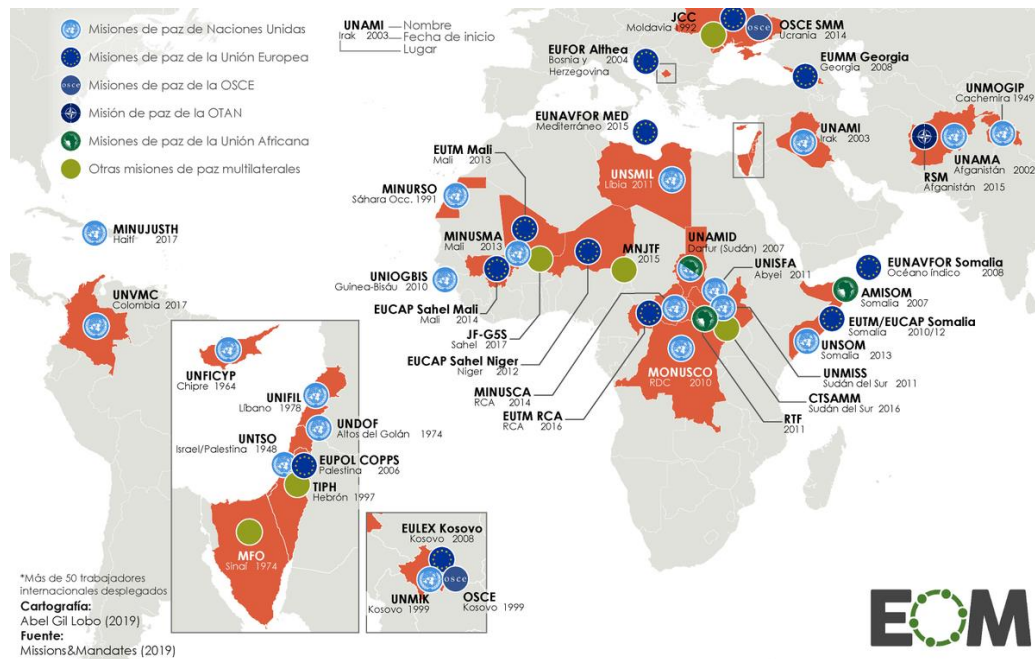 Misiones de paz de Naciones Unidas
Misiones de paz de la Unión Europea
Misiones de paz de la OSCE
Misión de paz de la OTAN
Misiones de paz de la Unión Africana
Otras misiones de paz multilaterales
UNAMI
Irak 2003
Nombre
Fecha de inicio
Lugar
JCC
Moldavia 1992
osce
OSCE SMM
Ucrania 2014
EUFOR Althea
Bosnia y 2004
Herzegovina
EUMM Georgia
Georgia 2008
UNMOGIP
Cachemira 1949
EUNAVFOR MED
Mediterráneo 2015
UNAMI
Irak 2003
UNAMA
Afganistán 2002
RSM
Afganistán 2015
EUTM Mali
Mali 2013
UNSMIL
Libia 2011
MINURSO
Sáhara Occ. 1991
MINUJUSTH
Haití 2017
MINUSMA
Mali 2013
MNJTF
2015
UNAMID
Darfur (Sudán) 2007
UNISFA
Abyei 2011
EUNAVFOR Somalia
Océano índico 2008
UNIOGBIS
Guinea-Bisáu 2010
AMISOM
Somalia 2007
UNVMC
Colombia 2017
EUCAP Sahel Mali
Mali 2014
EUTM/EUCAP Somalia
Somalia 2010/12
JF-G5S
Sahel 2017
UNSOM
Somalia 2013
EUCAP Sahel Niger
Níger 2012
MONUSCO
RDC 2010
UNMISS
Sudán del Sur 2011
MINUSCA
RCA 2014
CTSAMM
Sudán del Sur 2016
EUTM RCA
RCA 2016
RTF
2011
UNFICYP
Chipre 1964
UNIFIL
Líbano 1978
UNDOF
Altos del Golán 1974
UNTSO
Israel/Palestina 1948
EUPOL COPPS
Palestina 2006
TIPH
Hebrón 1997
MFO
Sinaí 1974
EULEX Kosovo
Kosovo 2008
osce
UNMIK
Kosovo 1999
OSCE
Kosovo 1999
*Más de 50 trabajadores
internacionales desplegados
Cartografía:
Abel Gil Lobo (2019)
Fuente:
Missions&Mandates (2019)
EOM